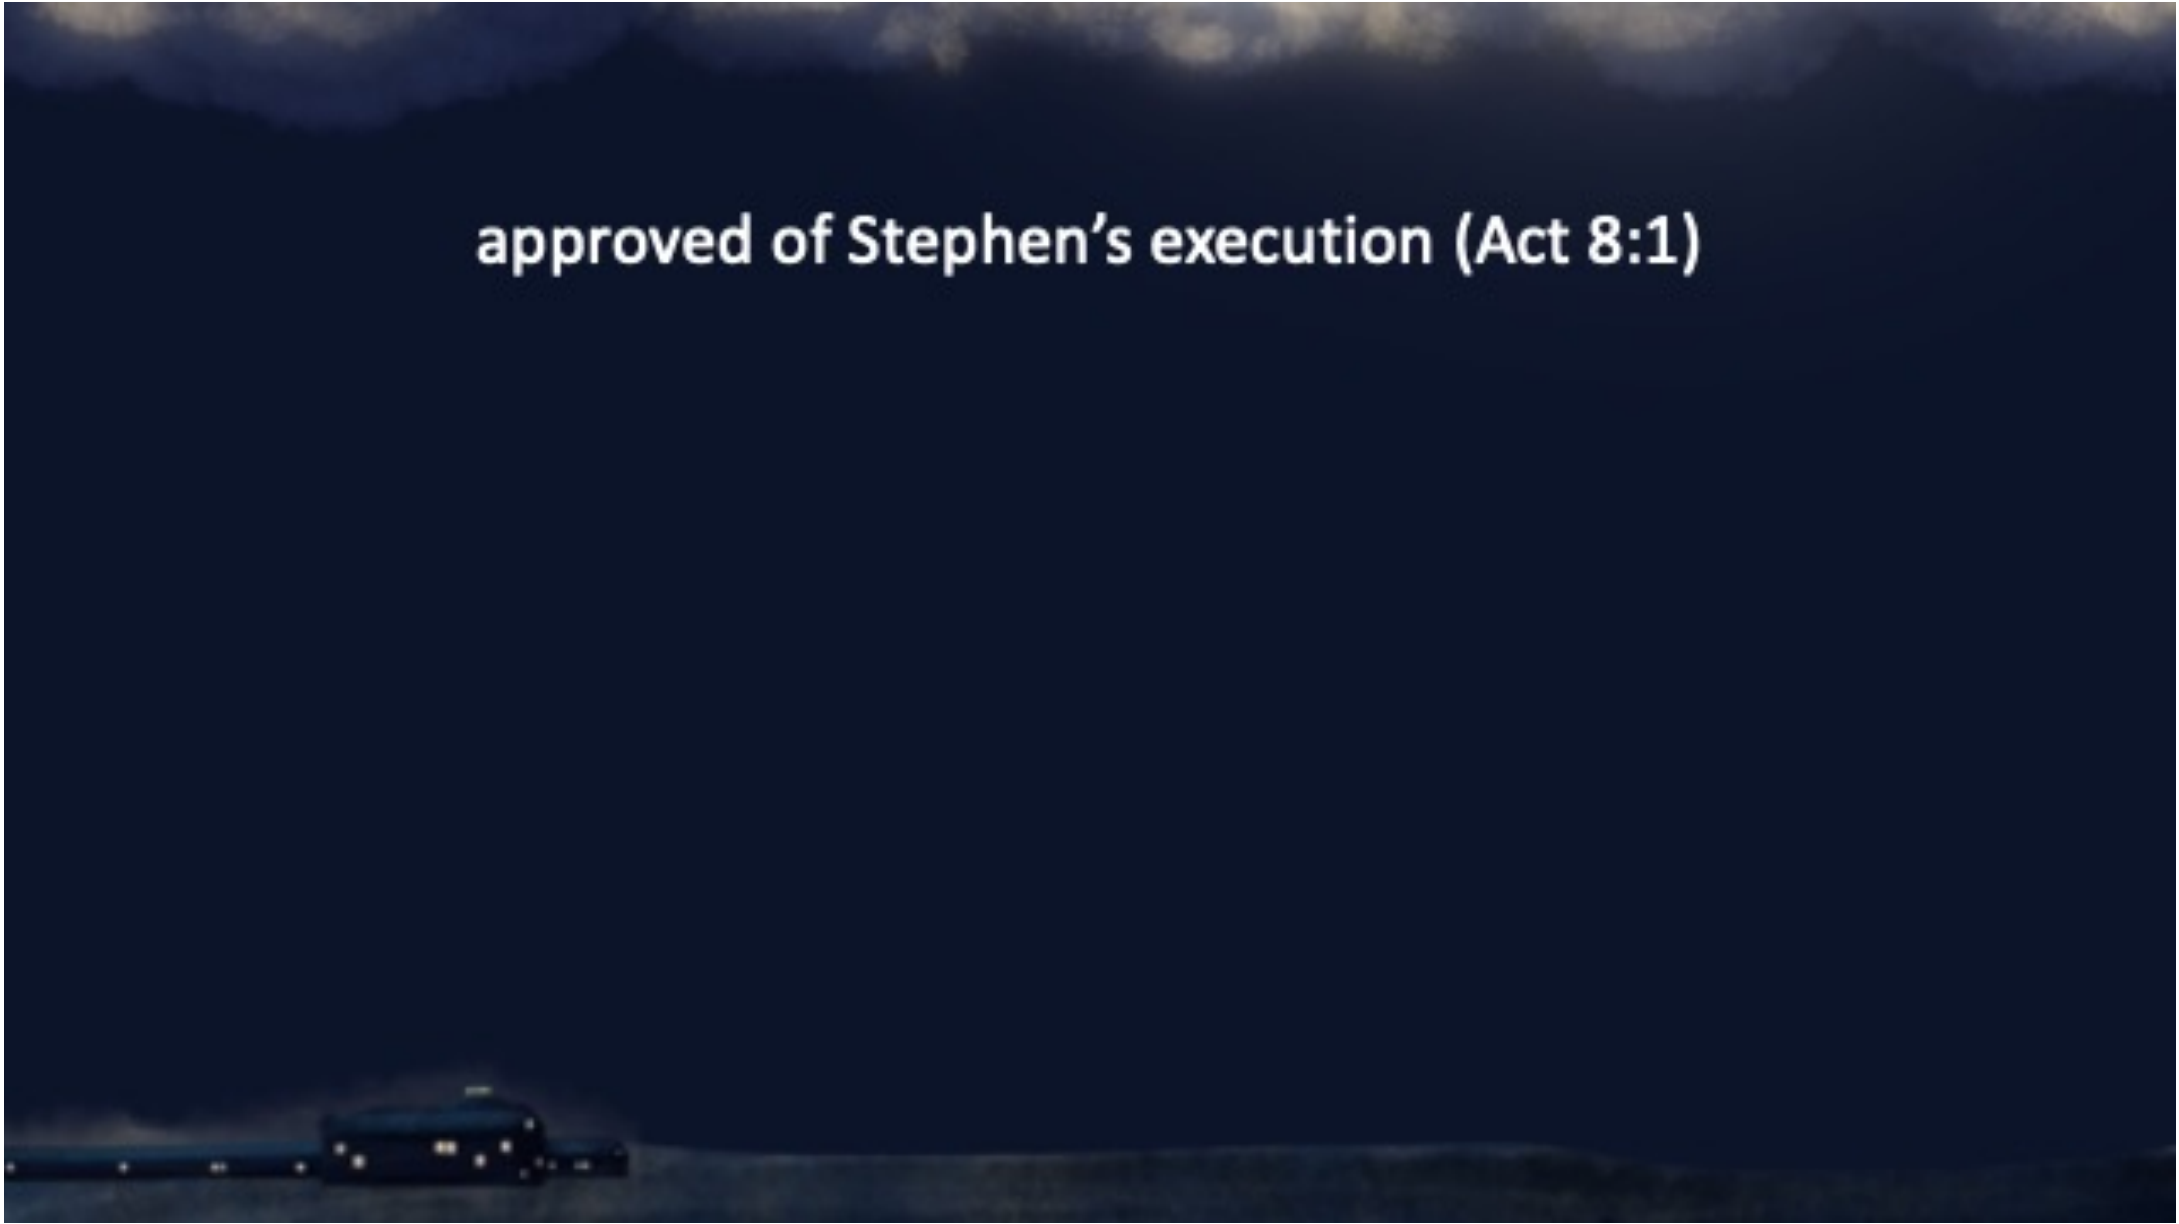 approved of Stephen’s execution (Act 8:1)